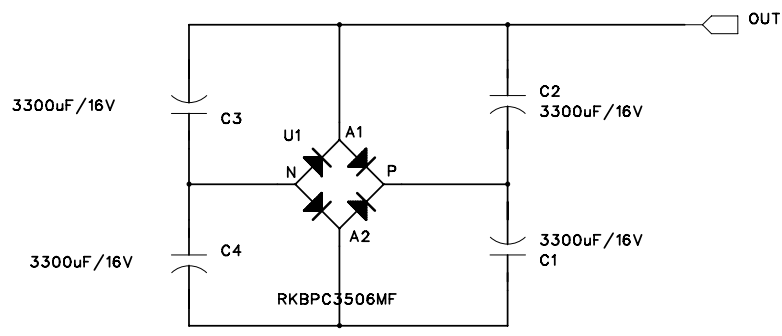 OUT
C2
3300uF/16V
3300uF/16V
C3
U1
A1
N
P
A2
C4
3300uF/16V
3300uF/16V
C1
RKBPC3506MF